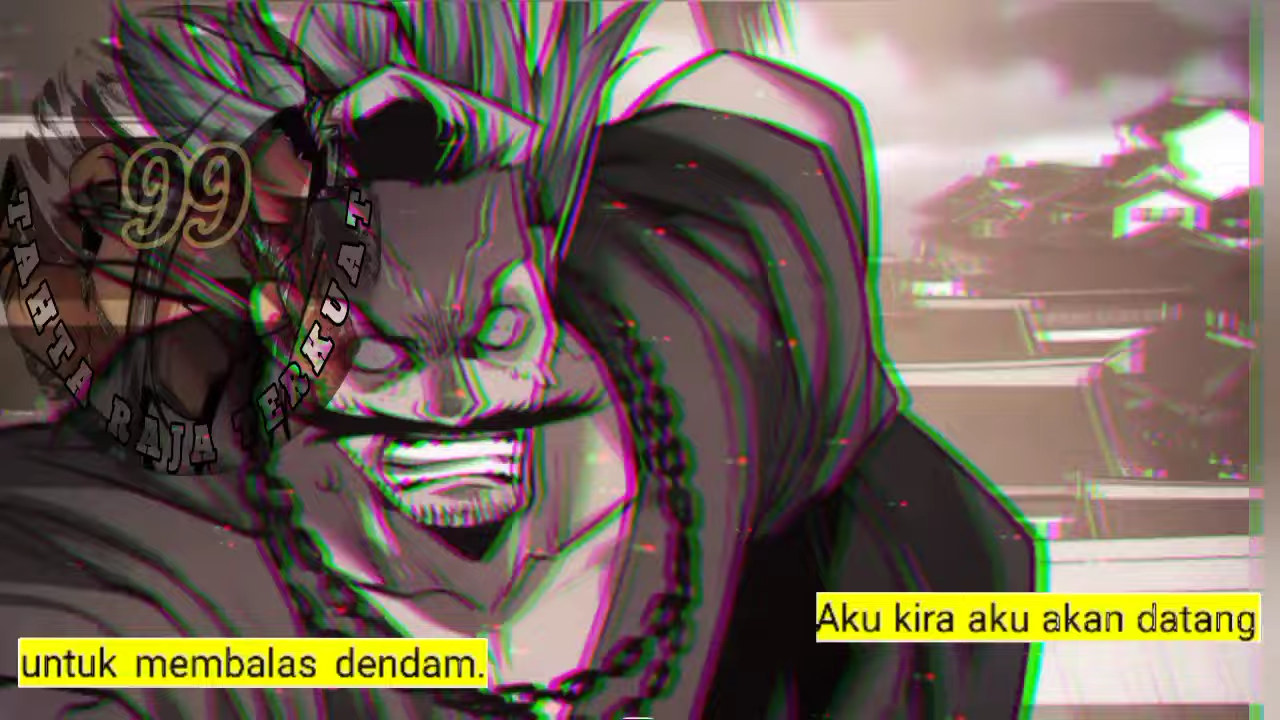 99
TAHTA RAJA TERKUAT
Aku kira aku akan datang
untuk membalas dendam.